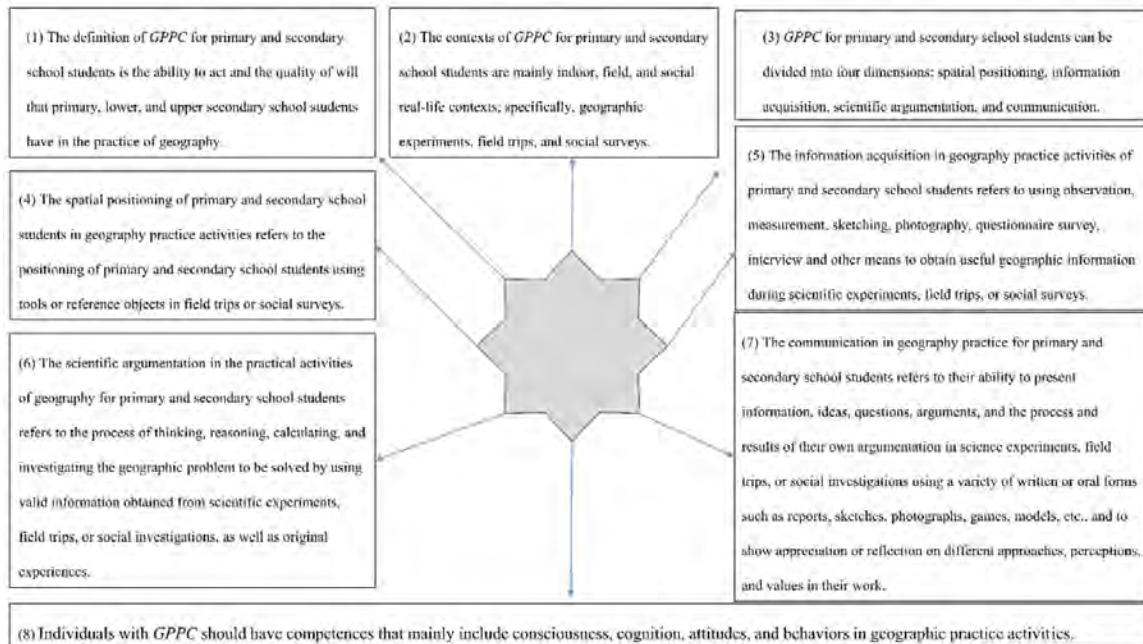 (1) The definition of GPPC for primary and secondary
school students is the ability to act and the quality of will
that primary, lower, and upper secondary school students
have in the practice of geography.
(2) The contexts of GPPC for primary and secondary
school students are mainly indoor, field, and social
real-life contexts; specifically, geographic
experiments, field trips, and social surveys.
(3) GPPC for primary and secondary school students can be
divided into four dimensions: spatial positioning, information
acquisition, scientific argumentation, and communication.
(4) The spatial positioning of primary and secondary school
students in geography practice activities refers to the
positioning of primary and secondary school students using
tools or reference objects in field trips or social surveys.
(5) The information acquisition in geography practice activities of
primary and secondary school students refers to using observation,
measurement, sketching, photography, questionnaire survey,
interview and other means to obtain useful geographic information
during scientific experiments, field trips, or social surveys.
(6) The scientific argumentation in the practical activities
of geography for primary and secondary school students
refers to the process of thinking, reasoning, calculating, and
investigating the geographic problem to be solved by using
valid information obtained from scientific experiments,
field trips, or social investigations, as well as original
experiences.
(7) The communication in geography practice for primary and
secondary school students refers to their ability to present
information, ideas, questions, arguments, and the process and
results of their own argumentation in science experiments, field
trips, or social investigations using a variety of written or oral forms
such as reports, sketches, photographs, games, models, etc., and to
show appreciation or reflection on different approaches, perceptions,
and values in their work.
(8) Individuals with GPPC should have competences that mainly include consciousness, cognition, attitudes, and behaviors in geographic practice activities.